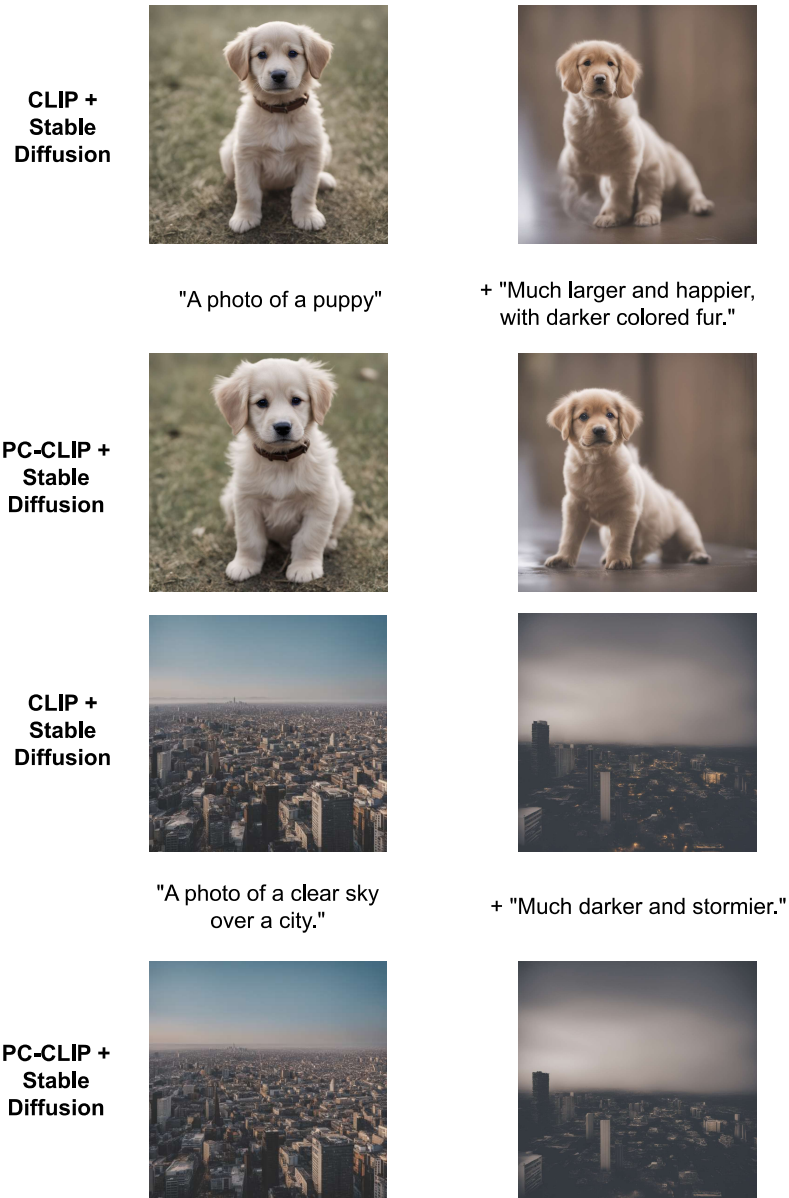 CLIP +
Stable
Diffusion
"A photo of a puppy"
+ "Much larger and happier,
with darker colored fur."
PC-CLIP +
Stable
Diffusion
CLIP +
Stable
Diffusion
"A photo of a clear sky
over a city."
+ "Much darker and stormier."
PC-CLIP +
Stable
Diffusion